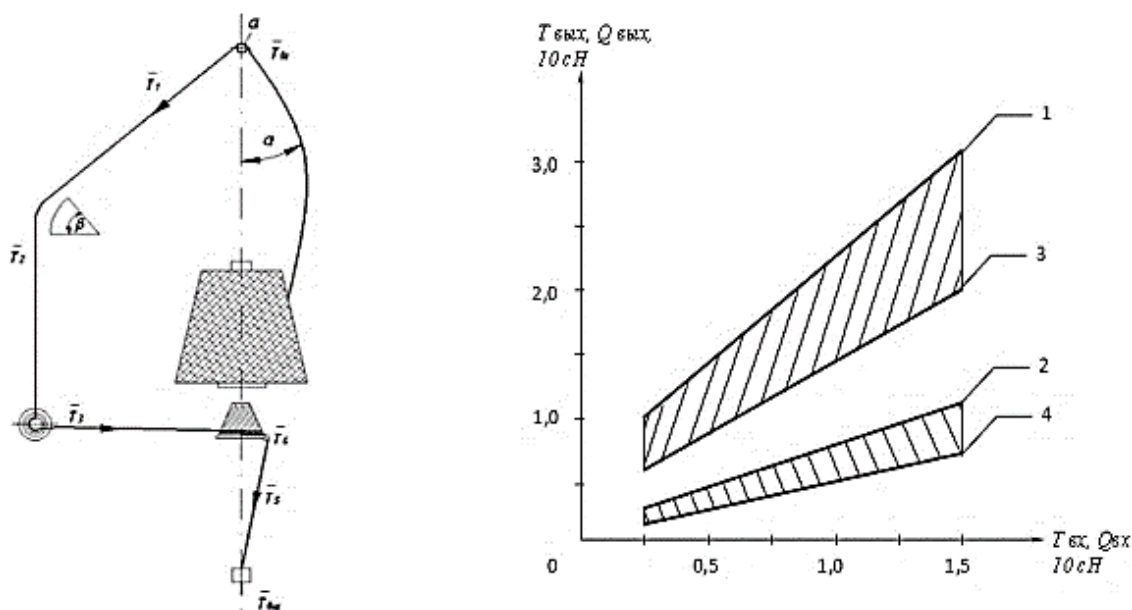 a
T̄вх
T̄₁
α
β
T̄₂
T̄₃
T̄₄
T̄₅
T̄вых
T вых, Q вых,
10 сН
3,0
2,0
1,0
0
0,5
1,0
1,5
T вх, Qвх
10 сН
1
3
2
4